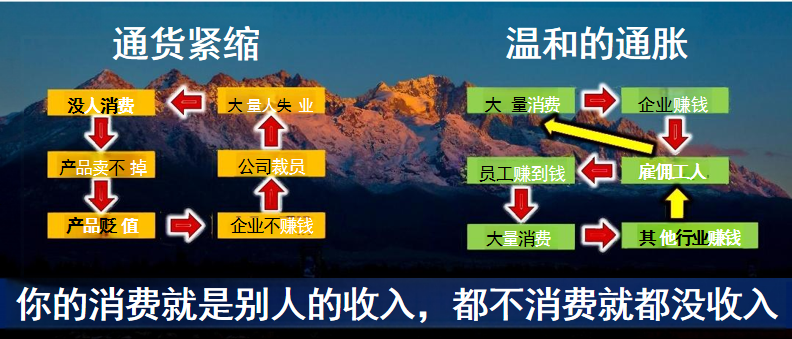 通货紧缩
温和的通胀
没人消费
大量人失业
产品卖不掉
公司裁员
产品贬值
企业不赚钱
大量消费
企业赚钱
员工赚到钱
雇佣工人
大量消费
其他行业赚钱
你的消费就是别人的收入，都不消费就都没收入